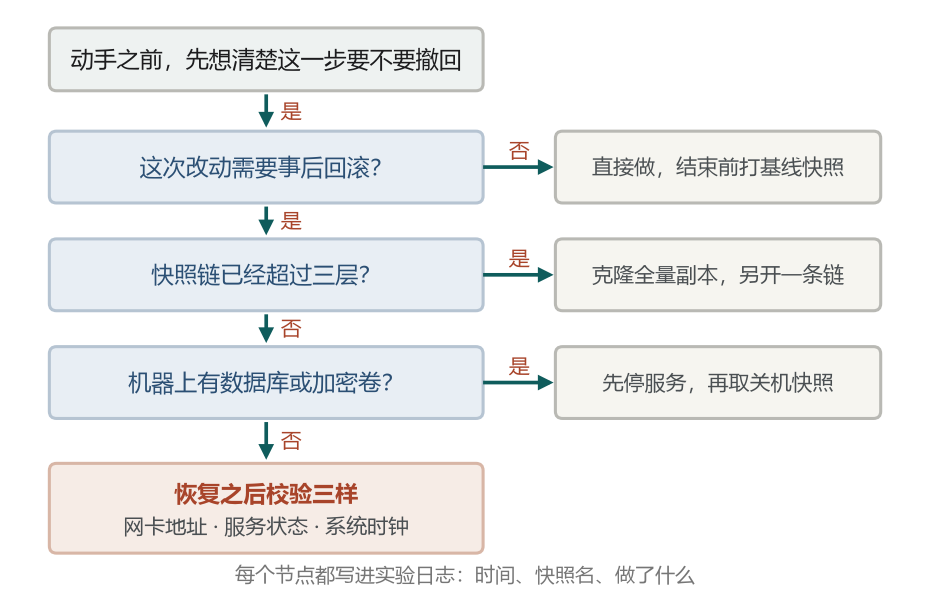 动手之前，先想清楚这一步要不要撤回
是
这次改动需要事后回滚？
否
直接做，结束前打基线快照
是
快照链已经超过三层？
是
克隆全量副本，另开一条链
否
机器上有数据库或加密卷？
是
先停服务，再取关机快照
否
恢复之后校验三样
网卡地址 · 服务状态 · 系统时钟
每个节点都写进实验日志：时间、快照名、做了什么